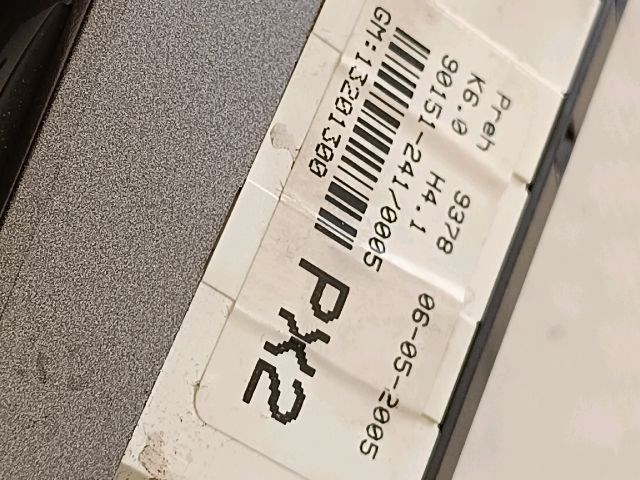 Preh 9378 06-05-2005
K6.0 H4.1
90151-241/0005
GM:13201300
PX2